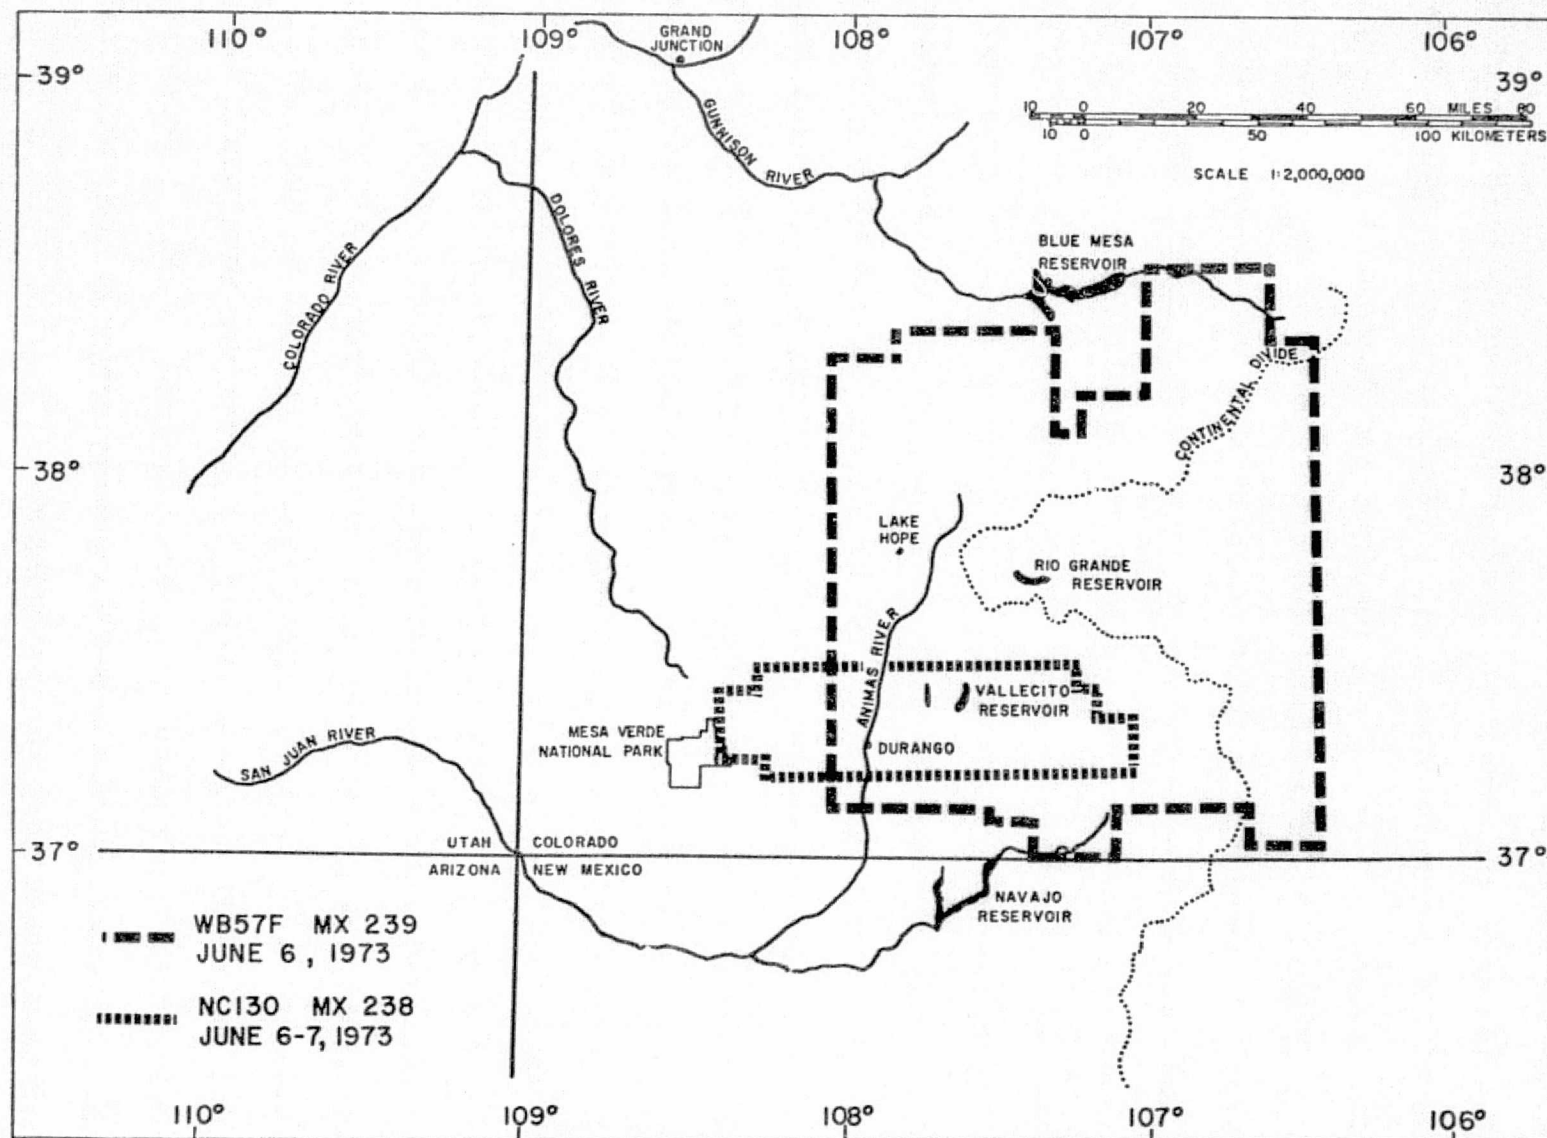 110°
109°
108°
107°
106°
39°
39°
GRAND
JUNCTION
10 0 20 40 60 MILES 80
10 0 50 100 KILOMETERS
SCALE 1:2,000,000
GUNNISON RIVER
DOLORES RIVER
COLORADO RIVER
BLUE MESA
RESERVOIR
CONTINENTAL DIVIDE
38°
38°
LAKE
HOPE
RIO GRANDE
RESERVOIR
ANIMAS RIVER
VALLECITO
RESERVOIR
MESA VERDE
NATIONAL PARK
DURANGO
SAN JUAN RIVER
37°
37°
UTAH COLORADO
ARIZONA NEW MEXICO
NAVAJO
RESERVOIR
WB57F MX 239
JUNE 6, 1973
NC130 MX 238
JUNE 6-7, 1973
110°
109°
108°
107°
106°